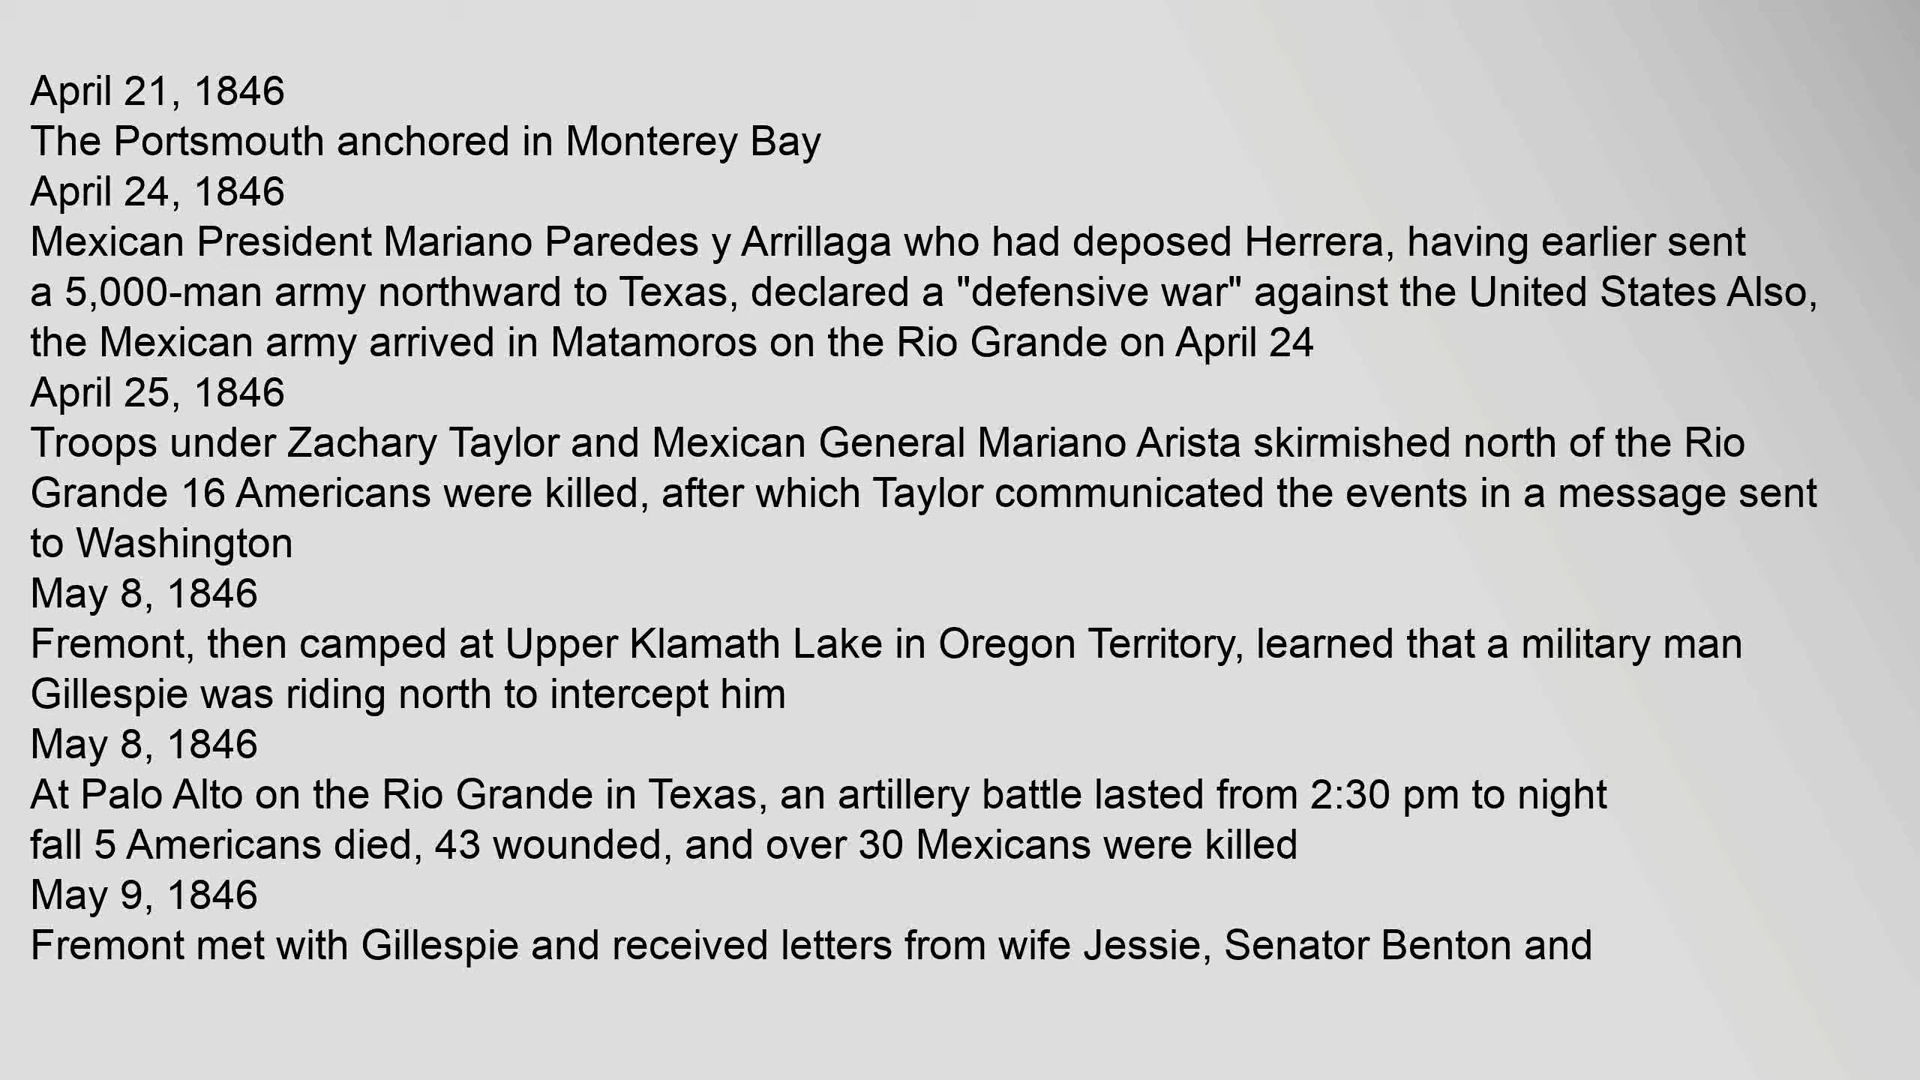 April 21, 1846
The Portsmouth anchored in Monterey Bay
April 24, 1846
Mexican President Mariano Paredes y Arrillaga who had deposed Herrera, having earlier sent
a 5,000-man army northward to Texas, declared a "defensive war" against the United States Also,
the Mexican army arrived in Matamoros on the Rio Grande on April 24
April 25, 1846
Troops under Zachary Taylor and Mexican General Mariano Arista skirmished north of the Rio
Grande 16 Americans were killed, after which Taylor communicated the events in a message sent
to Washington
May 8, 1846
Fremont, then camped at Upper Klamath Lake in Oregon Territory, learned that a military man
Gillespie was riding north to intercept him
May 8, 1846
At Palo Alto on the Rio Grande in Texas, an artillery battle lasted from 2:30 pm to night
fall 5 Americans died, 43 wounded, and over 30 Mexicans were killed
May 9, 1846
Fremont met with Gillespie and received letters from wife Jessie, Senator Benton and